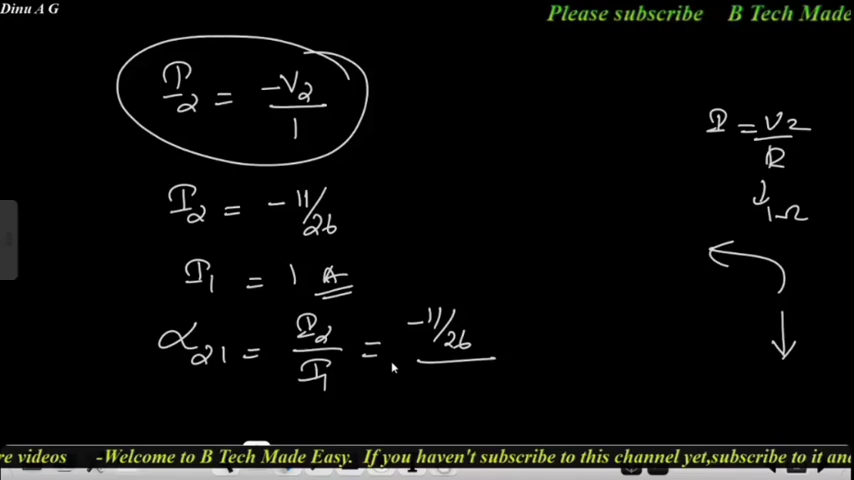 Dinu A G
Please subscribe B Tech Made
I₂ = -V₂/1
I = V₂/R
↓
1Ω
I₂ = -11/26
I₁ = 1 A
α₂₁ = I₂/I₁ = -11/26
re videos -Welcome to B Tech Made Easy. If you haven't subscribe to this channel yet,subscribe to it an